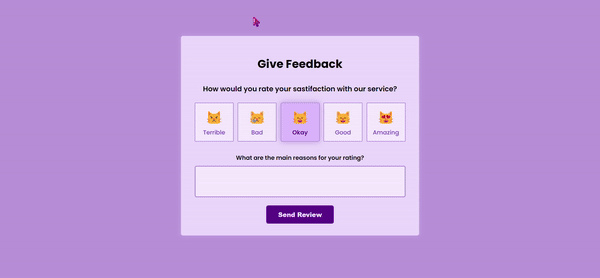 Give Feedback
How would you rate your sastifaction with our service?
Terrible Bad Okay Good Amazing
What are the main reasons for your rating?
Send Review